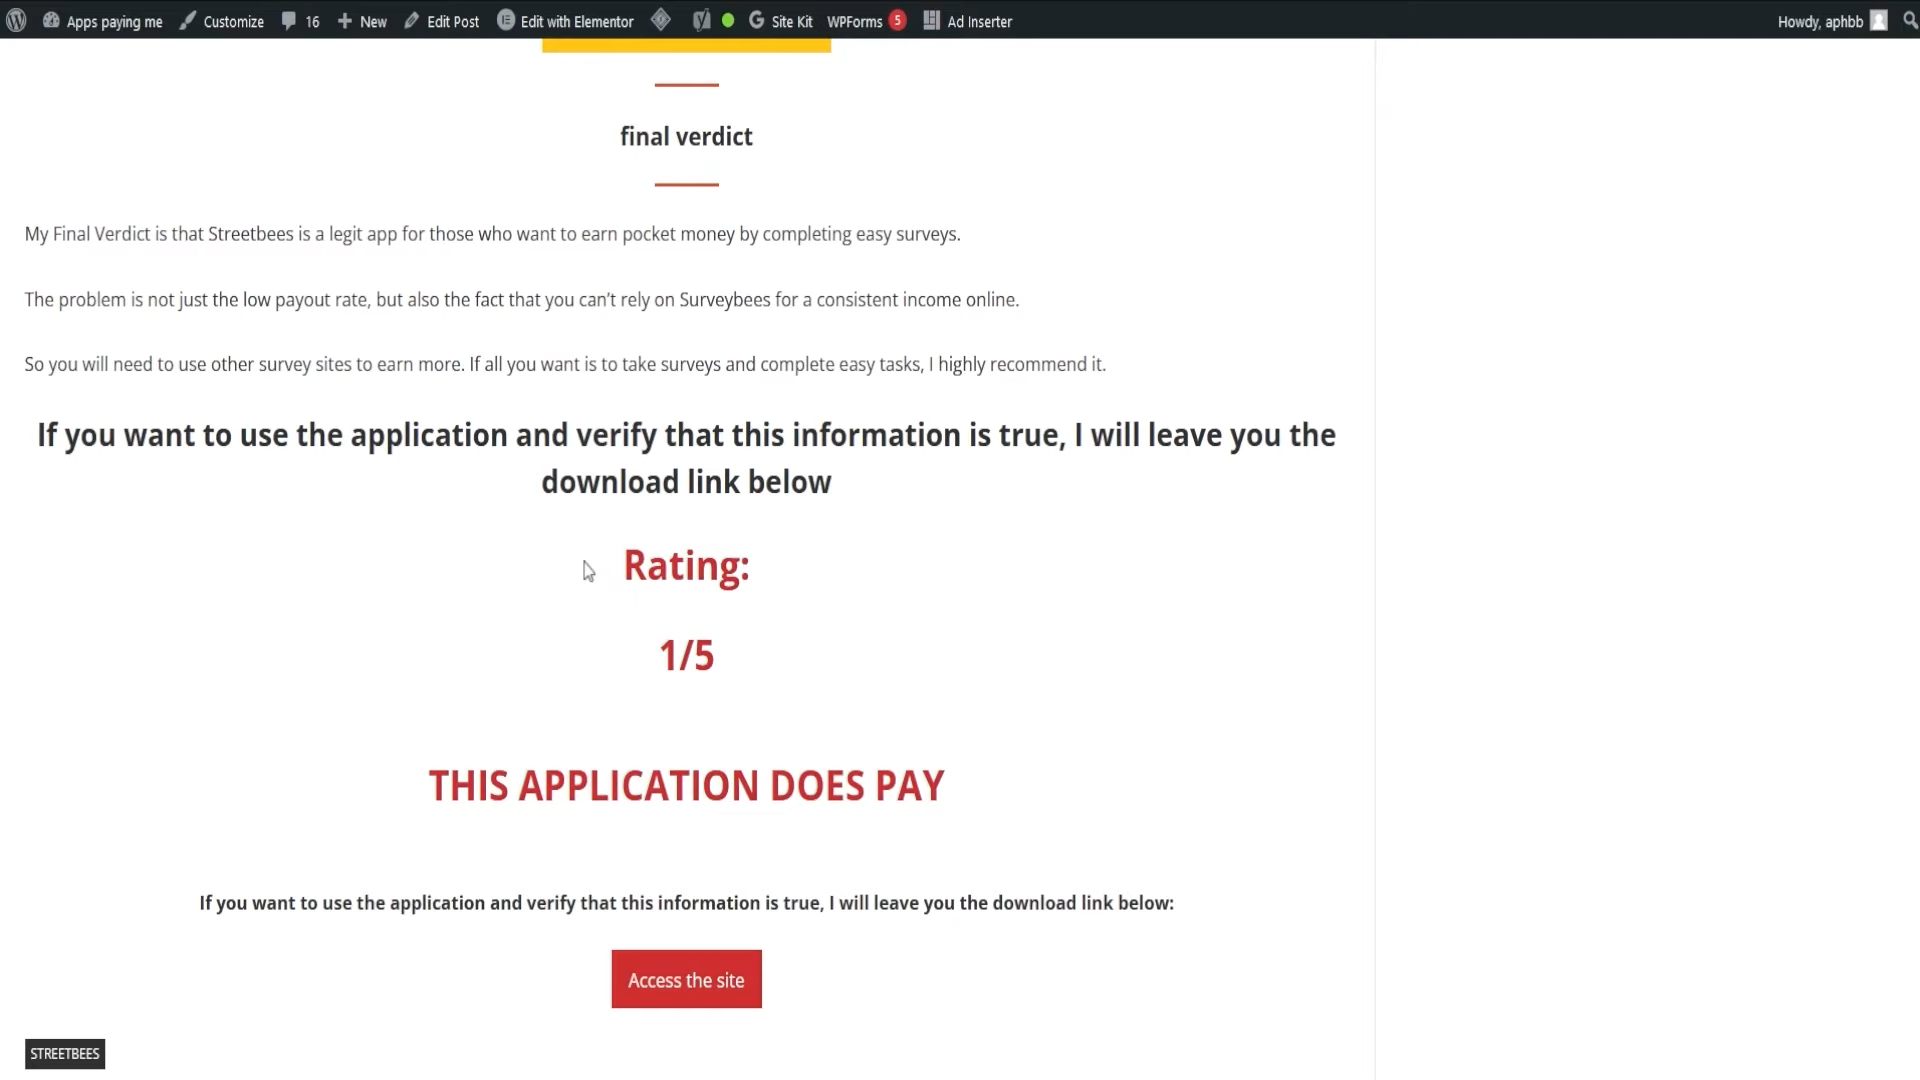 Apps paying me Customize 16 New Edit Post Edit with Elementor Site Kit WPForms 5 Ad Inserter Howdy, aphbb
final verdict
My Final Verdict is that Streetbees is a legit app for those who want to earn pocket money by completing easy surveys.
The problem is not just the low payout rate, but also the fact that you can’t rely on Surveybees for a consistent income online.
So you will need to use other survey sites to earn more. If all you want is to take surveys and complete easy tasks, I highly recommend it.
If you want to use the application and verify that this information is true, I will leave you the
download link below
Rating:
1/5
THIS APPLICATION DOES PAY
If you want to use the application and verify that this information is true, I will leave you the download link below:
Access the site
STREETBEES